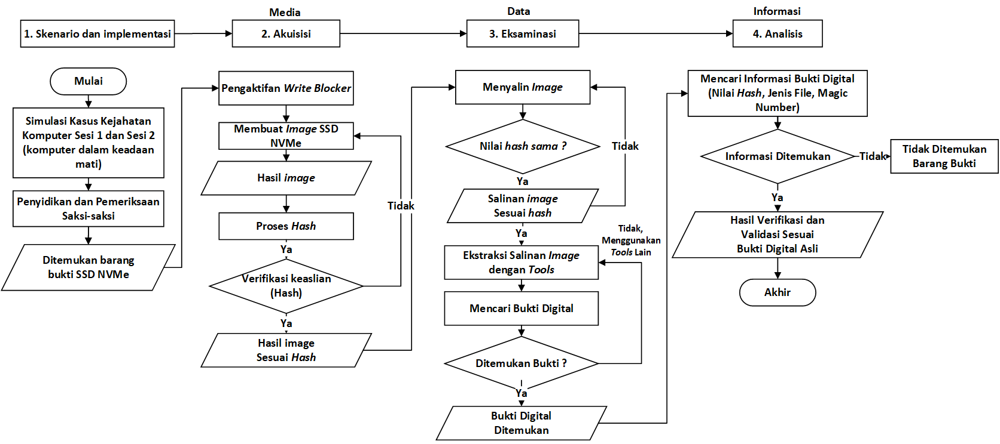 Media
Data
Informasi
1. Skenario dan implementasi
2. Akuisisi
3. Eksaminasi
4. Analisis
Mulai
Simulasi Kasus Kejahatan
Komputer Sesi 1 dan Sesi 2
(komputer dalam keadaan
mati)
Penyidikan dan Pemeriksaan
Saksi-saksi
Ditemukan barang
bukti SSD NVMe
Pengaktifan Write Blocker
Membuat Image SSD
NVMe
Hasil image
Proses Hash
Ya
Verifikasi keaslian
(Hash)
Tidak
Ya
Hasil image
Sesuai Hash
Menyalin Image
Nilai hash sama ?
Tidak
Ya
Salinan image
Sesuai hash
Ya
Ekstraksi Salinan Image
dengan Tools
Tidak,
Menggunakan
Tools Lain
Mencari Bukti Digital
Ditemukan Bukti ?
Ya
Bukti Digital
Ditemukan
Mencari Informasi Bukti Digital
(Nilai Hash, Jenis File, Magic
Number)
Informasi Ditemukan
Tidak
Tidak Ditemukan
Barang Bukti
Ya
Hasil Verifikasi dan
Validasi Sesuai
Bukti Digital Asli
Akhir